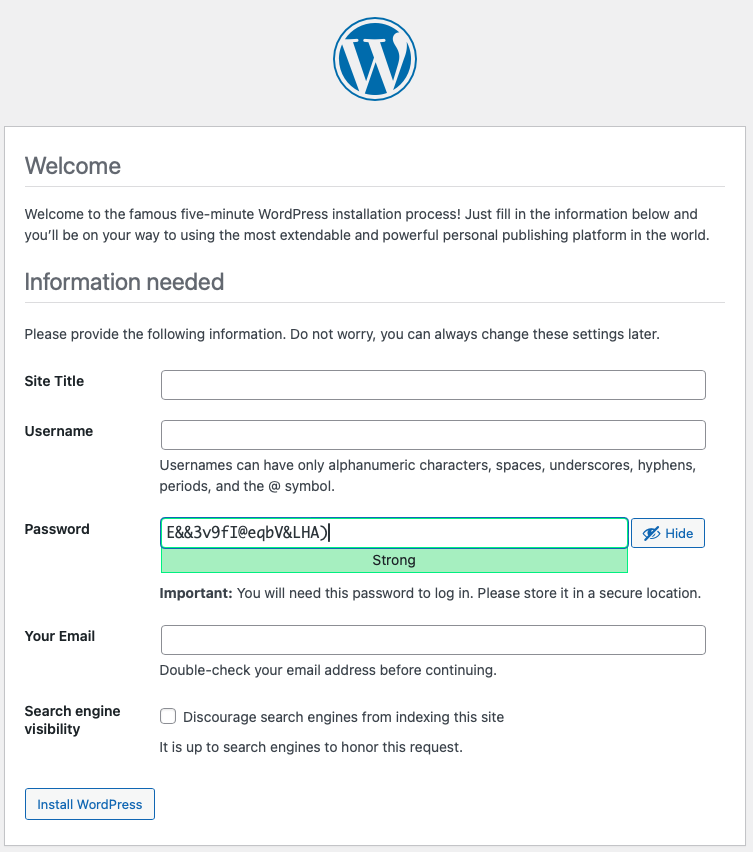 Welcome
Welcome to the famous five-minute WordPress installation process! Just fill in the information below and
you’ll be on your way to using the most extendable and powerful personal publishing platform in the world.
Information needed
Please provide the following information. Do not worry, you can always change these settings later.
Site Title
Username
Usernames can have only alphanumeric characters, spaces, underscores, hyphens,
periods, and the @ symbol.
Password
E&&3v9fI@eqbV&LHA)
Hide
Strong
Important: You will need this password to log in. Please store it in a secure location.
Your Email
Double-check your email address before continuing.
Search engine
visibility
Discourage search engines from indexing this site
It is up to search engines to honor this request.
Install WordPress